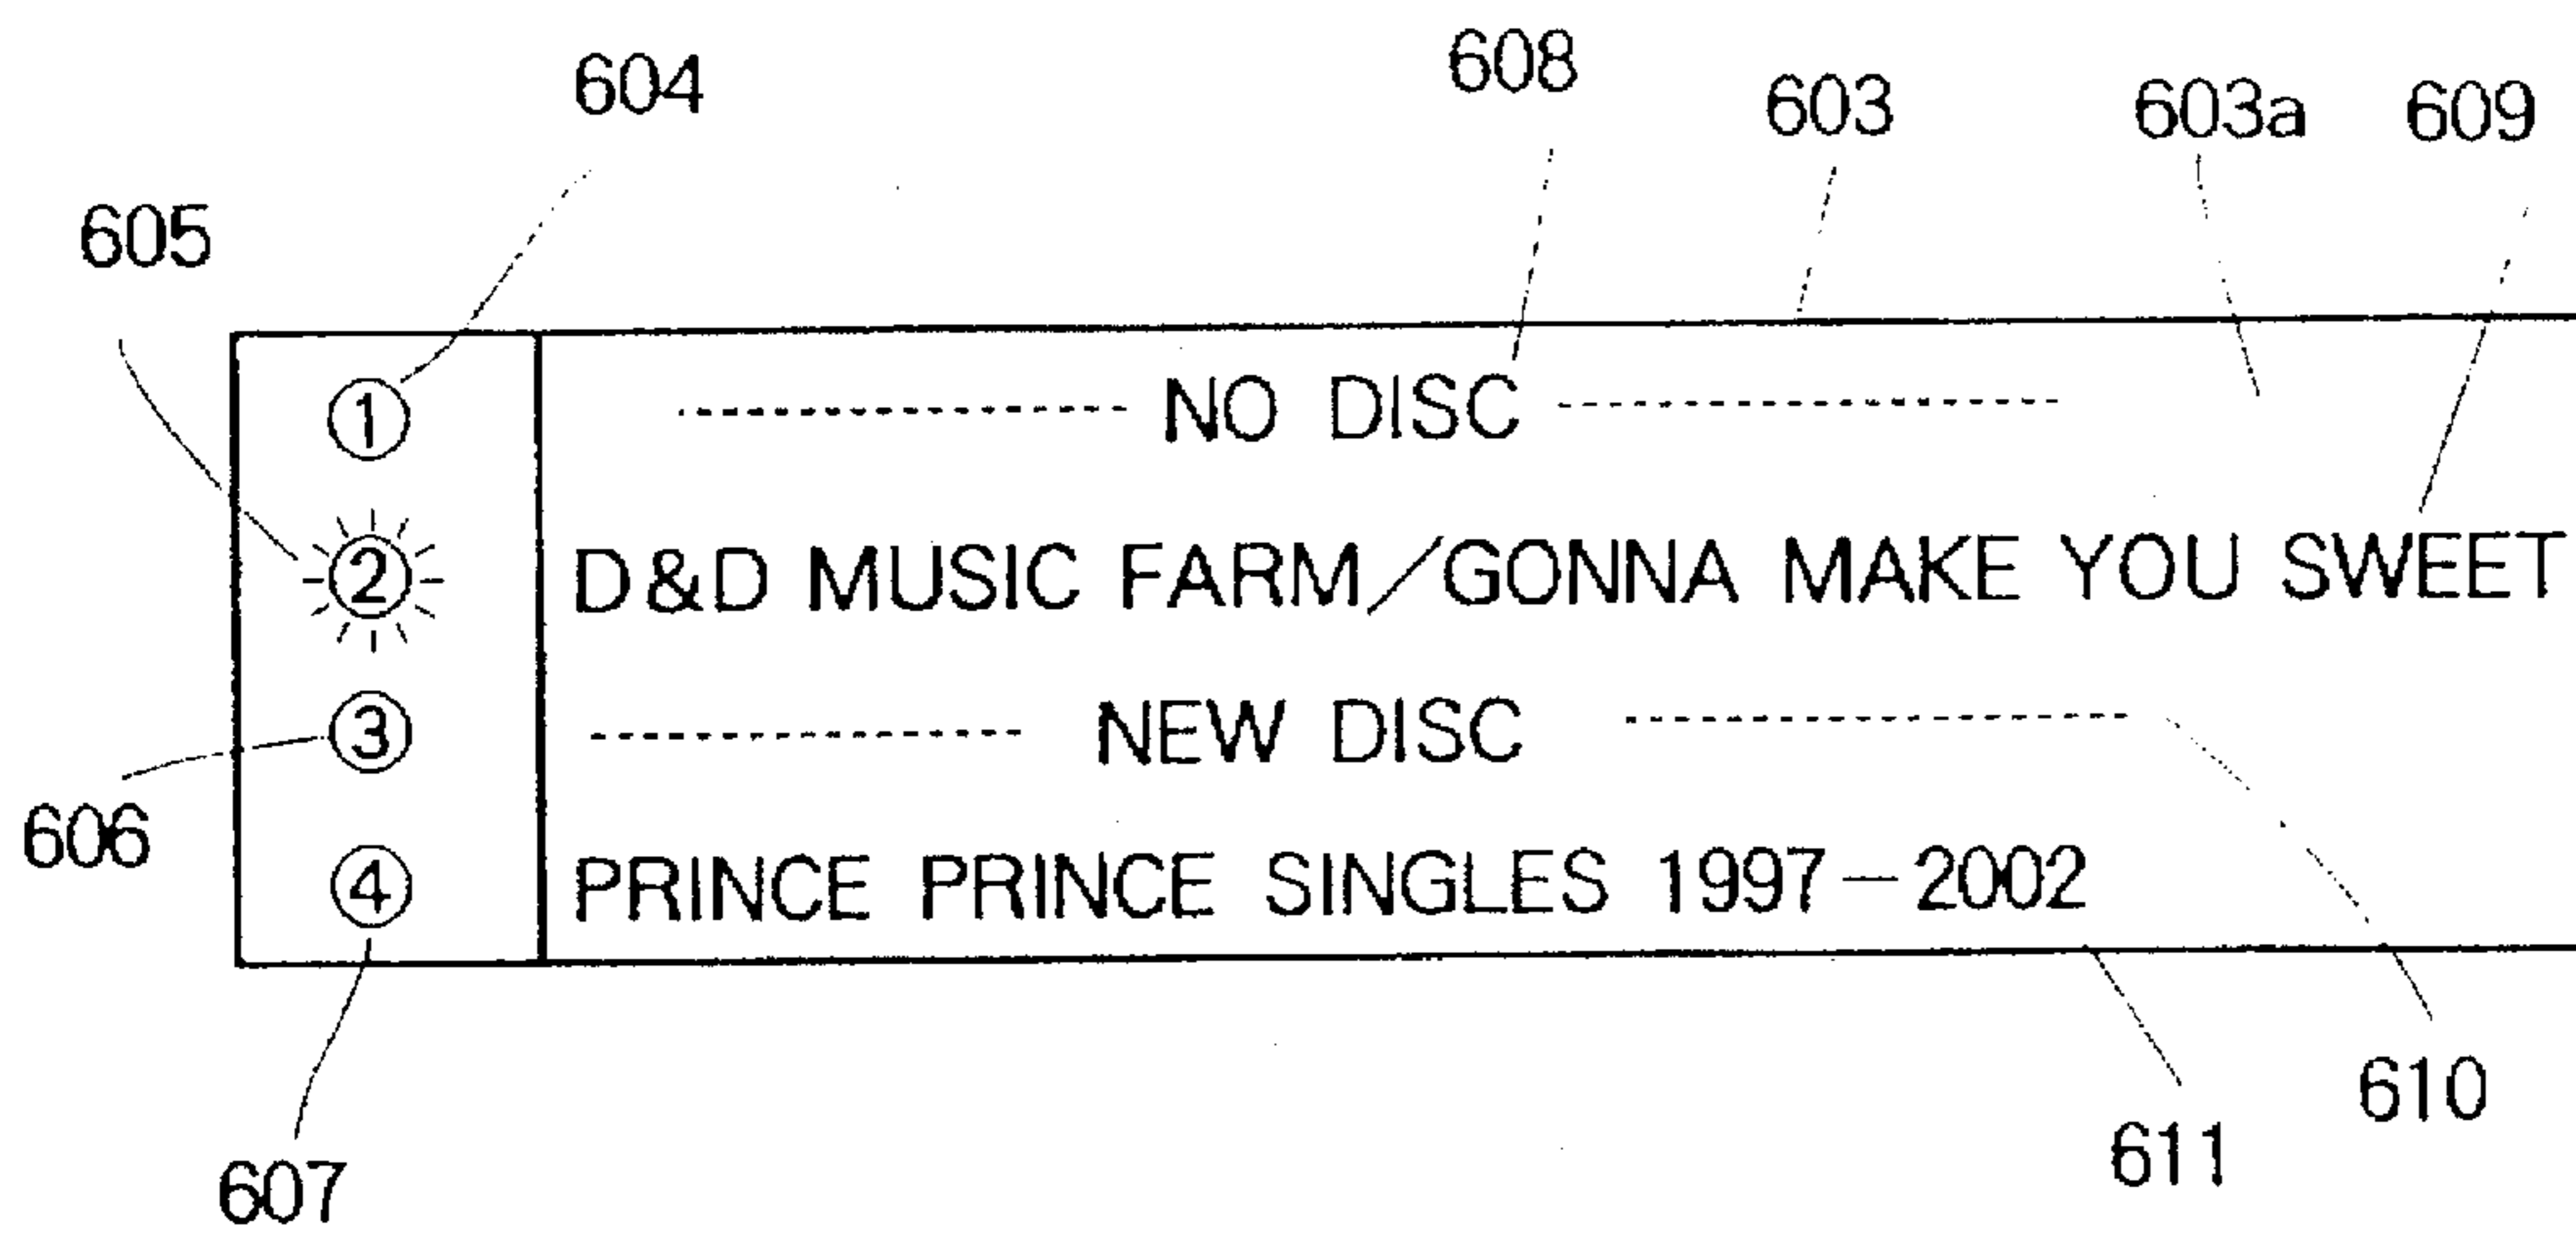 604 608 603 603a 609
605
① ---------- NO DISC ----------
② D&D MUSIC FARM/GONNA MAKE YOU SWEET
③ ---------- NEW DISC ----------
606
④ PRINCE PRINCE SINGLES 1997-2002
607 611 610